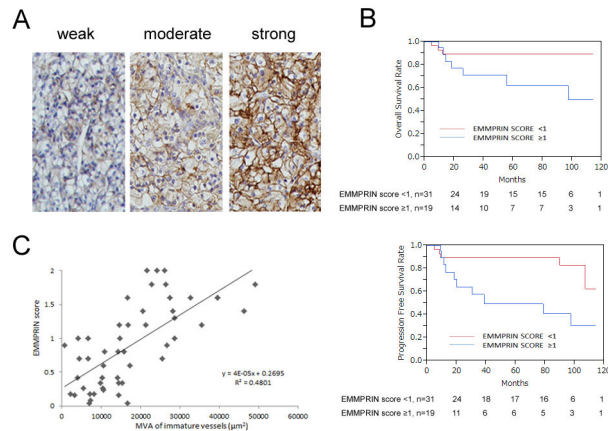 A
weak moderate strong
B
Overall Survival Rate
1.0
0.8
0.6
0.4
0.2
0.0
EMMPRIN SCORE <1
EMMPRIN SCORE ≥1
0 20 40 60 80 100 120
Months
EMMPRIN score <1, n=31 24 19 15 15 6 1
EMMPRIN score ≥1, n=19 14 10 7 7 3 1
Progression Free Survival Rate
1.0
0.8
0.6
0.4
0.2
0.0
EMMPRIN SCORE <1
EMMPRIN SCORE ≥1
0 20 40 60 80 100 120
Months
EMMPRIN score <1, n=31 24 18 17 16 6 1
EMMPRIN score ≥1, n=19 11 6 6 5 3 1
C
EMMPRIN score
2
1.5
1
0.5
0
y = 4E-05x + 0.2695
R² = 0.4801
0 10000 20000 30000 40000 50000 60000
MVA of immature vessels (µm²)